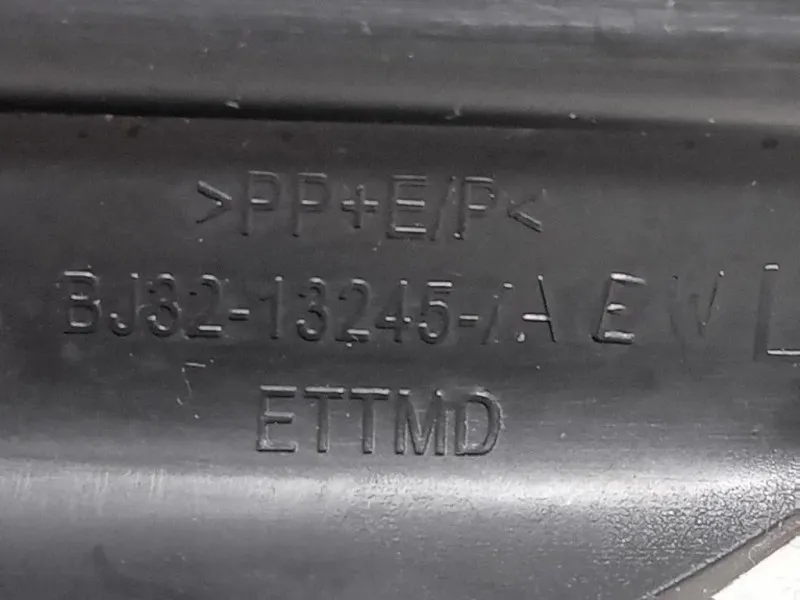 >PP+E/P<
BJ32-13245-/A E W L
ETTMD